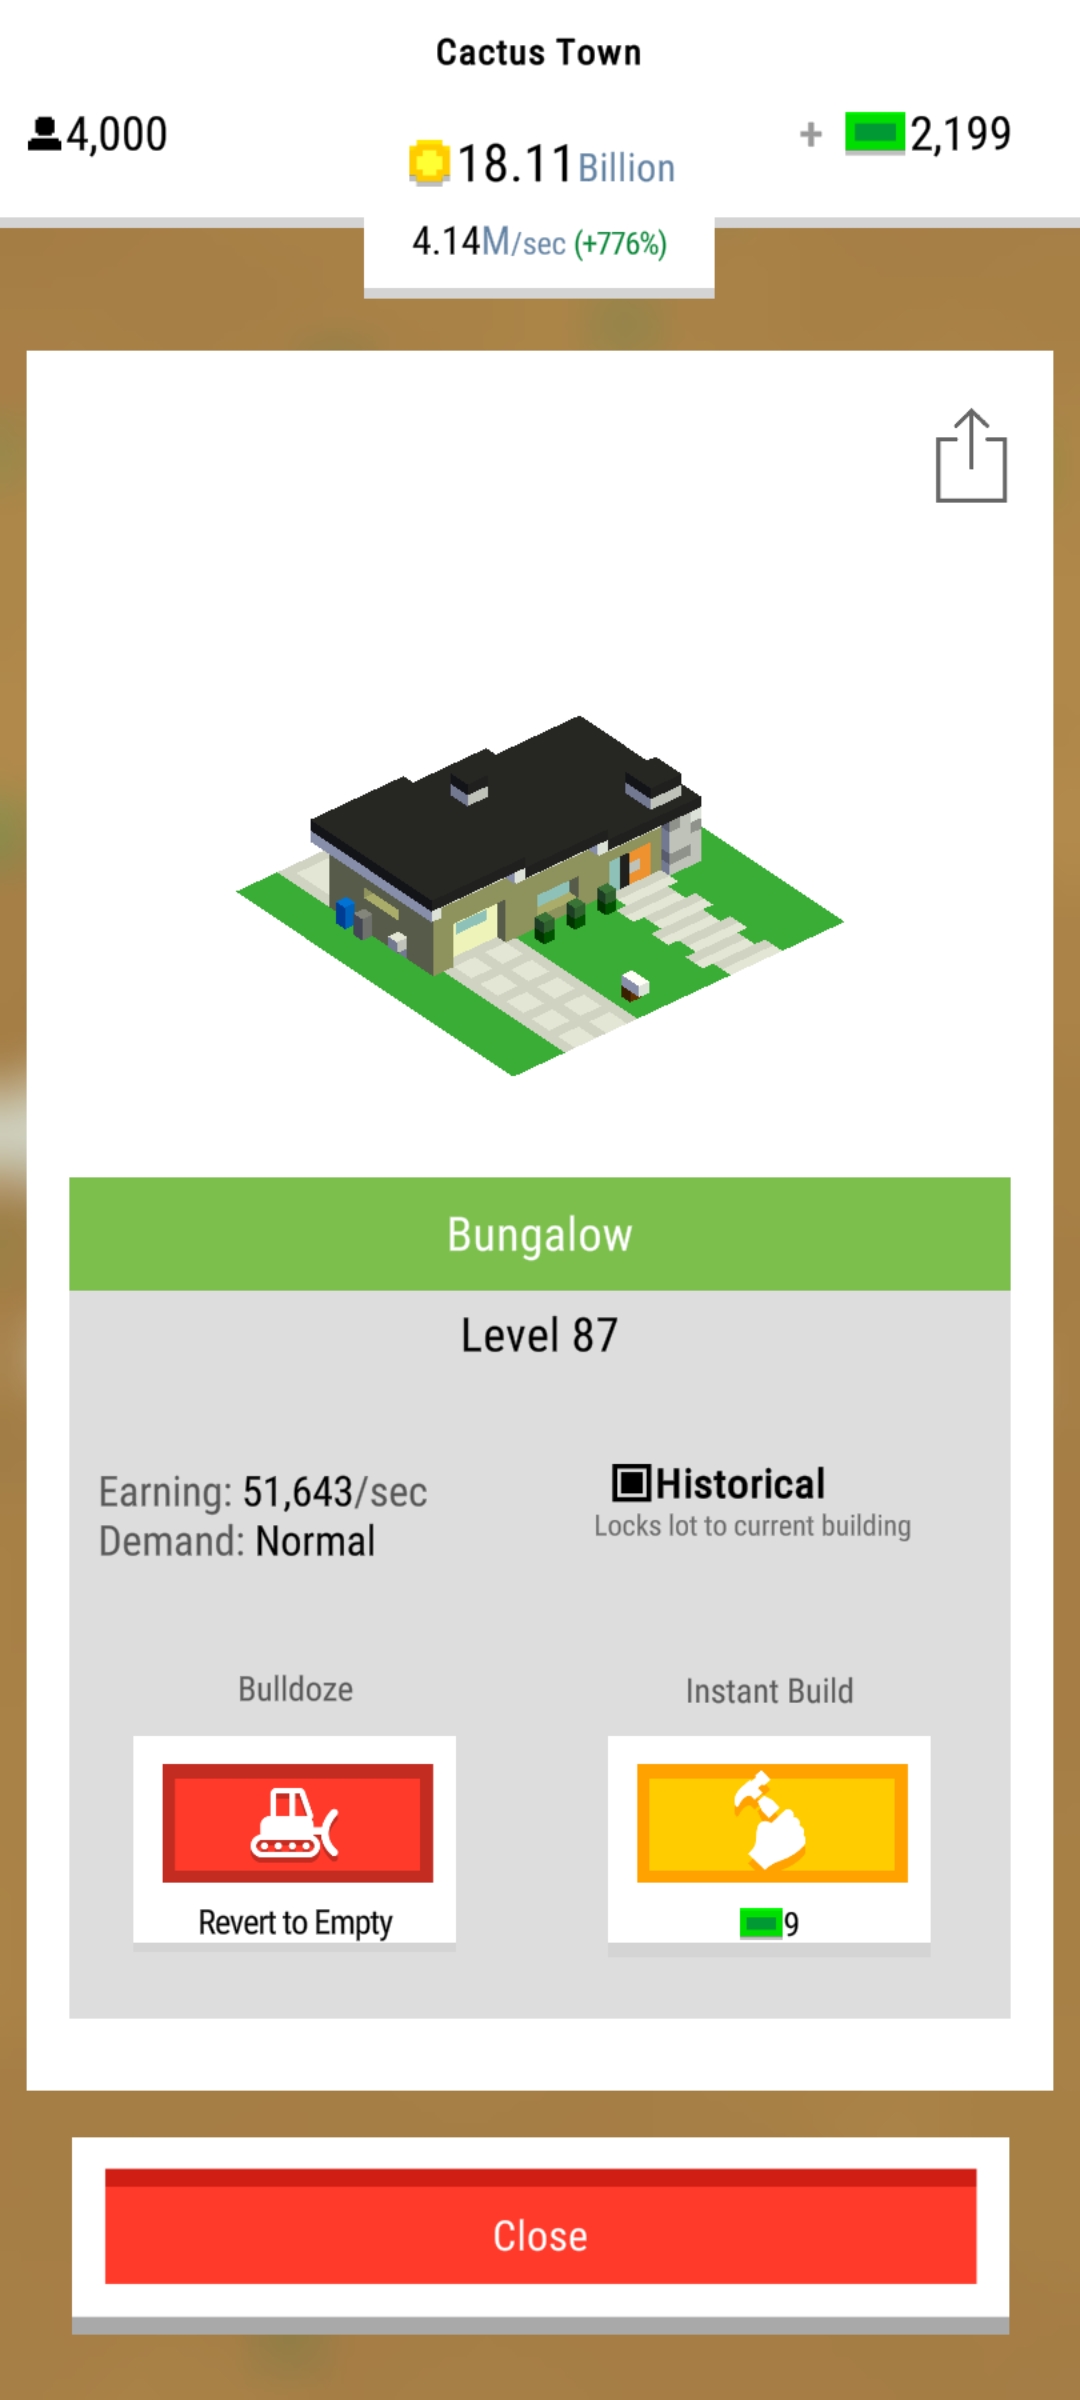 Cactus Town
4,000
18.11 Billion
+ 2,199
4.14M/sec (+776%)
Bungalow
Level 87
Earning: 51,643/sec
Demand: Normal
Historical
Locks lot to current building
Bulldoze
Revert to Empty
Instant Build
9
Close